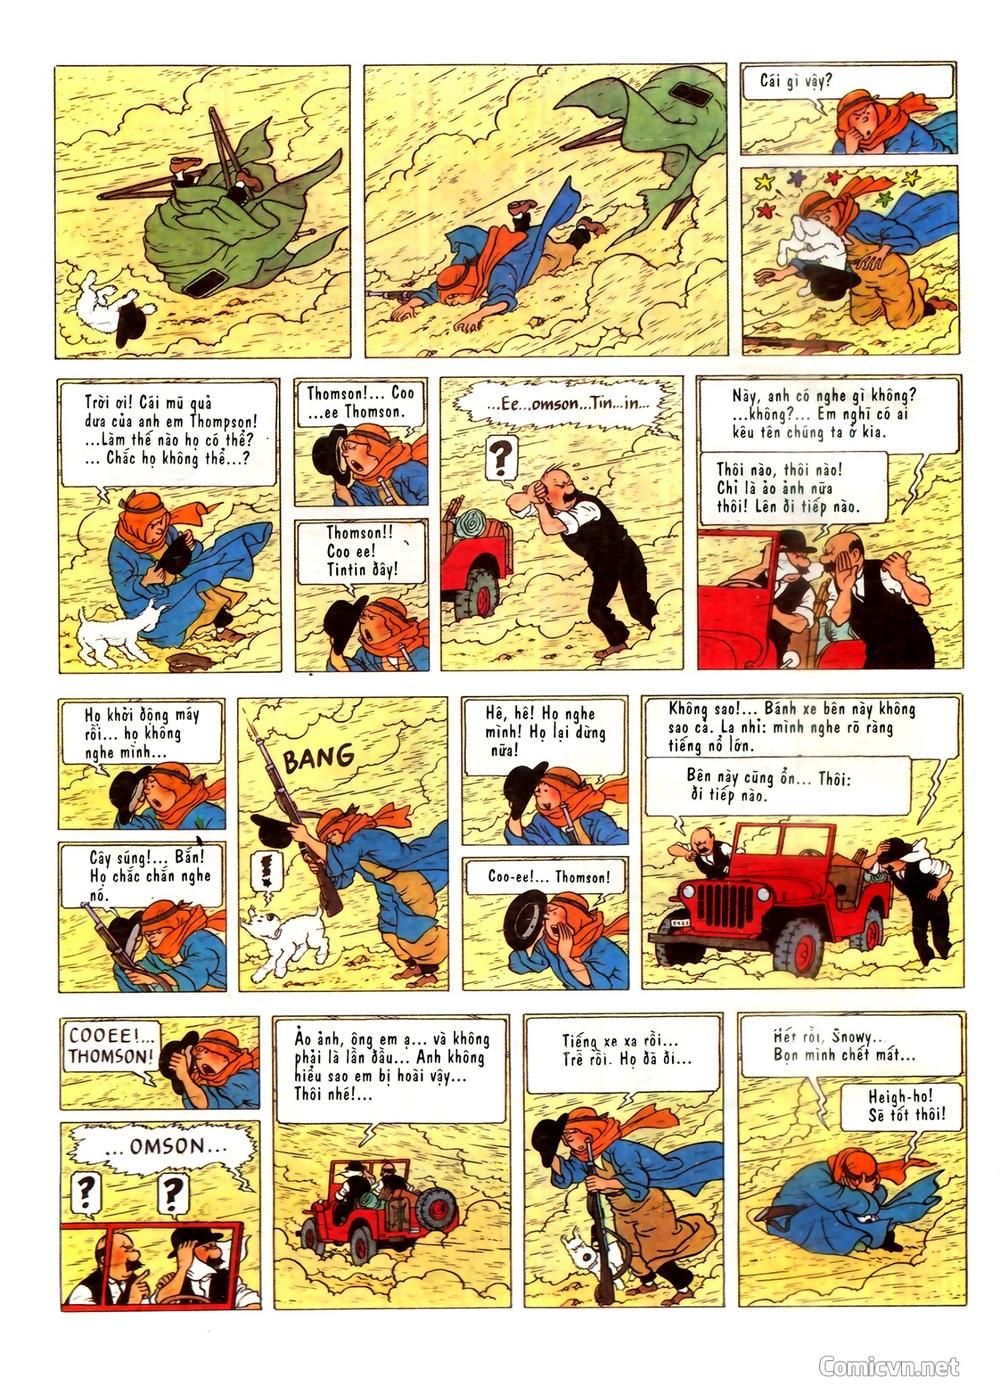 Cái gì vậy?
Trời ơi! Cái mũ quả
dưa của anh em Thompson!
...Làm thế nào họ có thể?
... Chắc họ không thể...?
Thomson!... Coo
...ee Thomson.
Thomson!!
Coo ee!
Tintin đây!
...Ee...omson...Tin...in...
?
Này, anh có nghe gì không?
...không?... Em nghĩ có ai
kêu tên chúng ta ở kia.
Thôi nào, thôi nào!
Chỉ là ảo ảnh nữa
thôi! Lên đi tiếp nào.
Họ khởi động máy
rồi... họ không
nghe mình...
Cây súng!... Bắn!
Họ chắc chắn nghe
nó.
BANG
Hê, hê! Họ nghe
mình! Họ lại dừng
nữa!
Coo-ee!... Thomson!
Không sao!... Bánh xe bên này không
sao cả. Lạ nhỉ: mình nghe rõ ràng
tiếng nổ lớn.
Bên này cũng ổn... Thôi:
đi tiếp nào.
COOEE!...
THOMSON!
... OMSON...
?
?
Ảo ảnh, ông em ạ... và không
phải là lần đầu... Anh không
hiểu sao em bị hoài vậy...
Thôi nhé!...
Tiếng xe xa rồi...
Trễ rồi. Họ đã đi...
Hết rồi, Snowy...
Bọn mình chết mất...
Heigh-ho!
Sẽ tốt thôi!
Comicvn.net